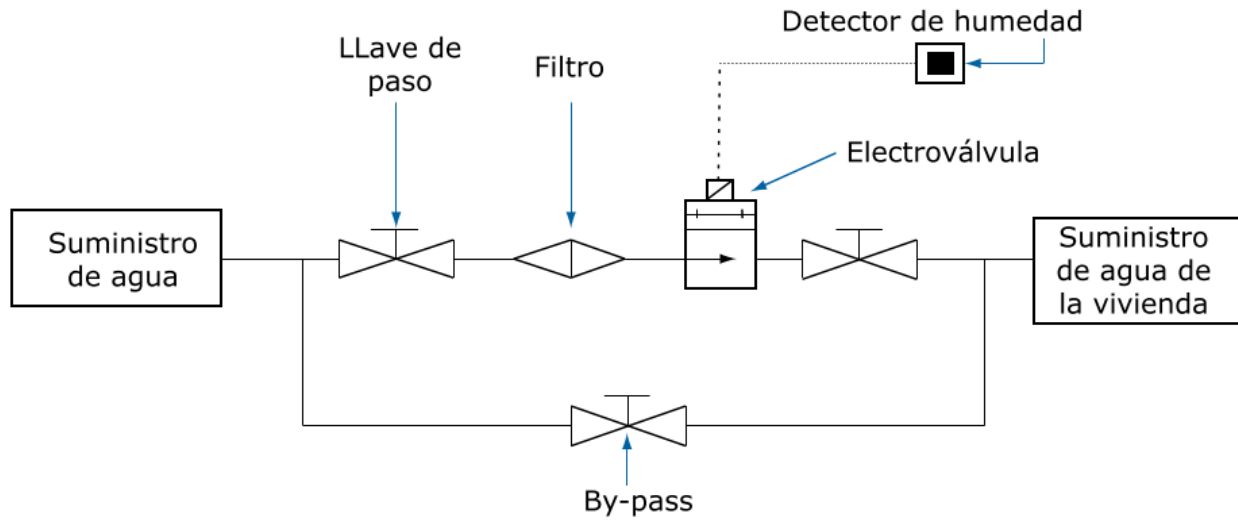 Detector de humedad
LLave de
paso
Filtro
Electroválvula
Suministro
de agua
Suministro
de agua de
la vivienda
By-pass